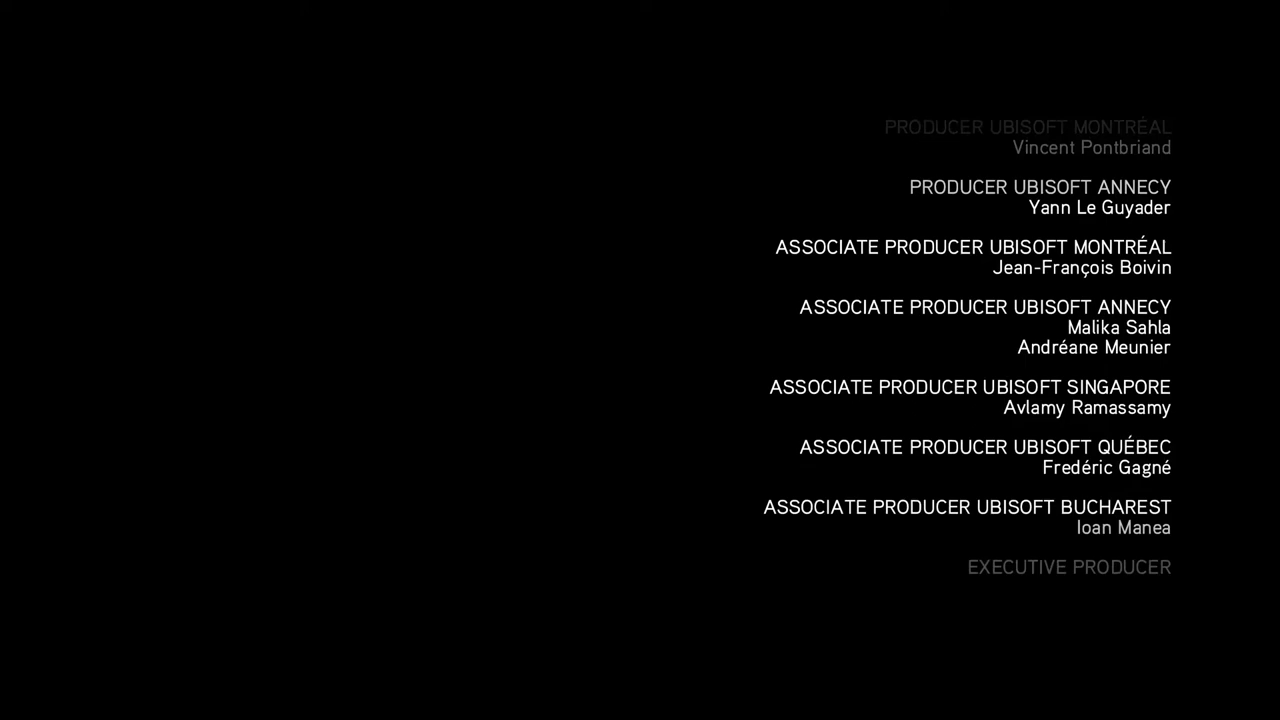 PRODUCER UBISOFT MONTRÉAL
Vincent Pontbriand
PRODUCER UBISOFT ANNECY
Yann Le Guyader
ASSOCIATE PRODUCER UBISOFT MONTRÉAL
Jean-François Boivin
ASSOCIATE PRODUCER UBISOFT ANNECY
Malika Sahla
Andréane Meunier
ASSOCIATE PRODUCER UBISOFT SINGAPORE
Avlamy Ramassamy
ASSOCIATE PRODUCER UBISOFT QUÉBEC
Fredéric Gagné
ASSOCIATE PRODUCER UBISOFT BUCHAREST
Ioan Manea
EXECUTIVE PRODUCER